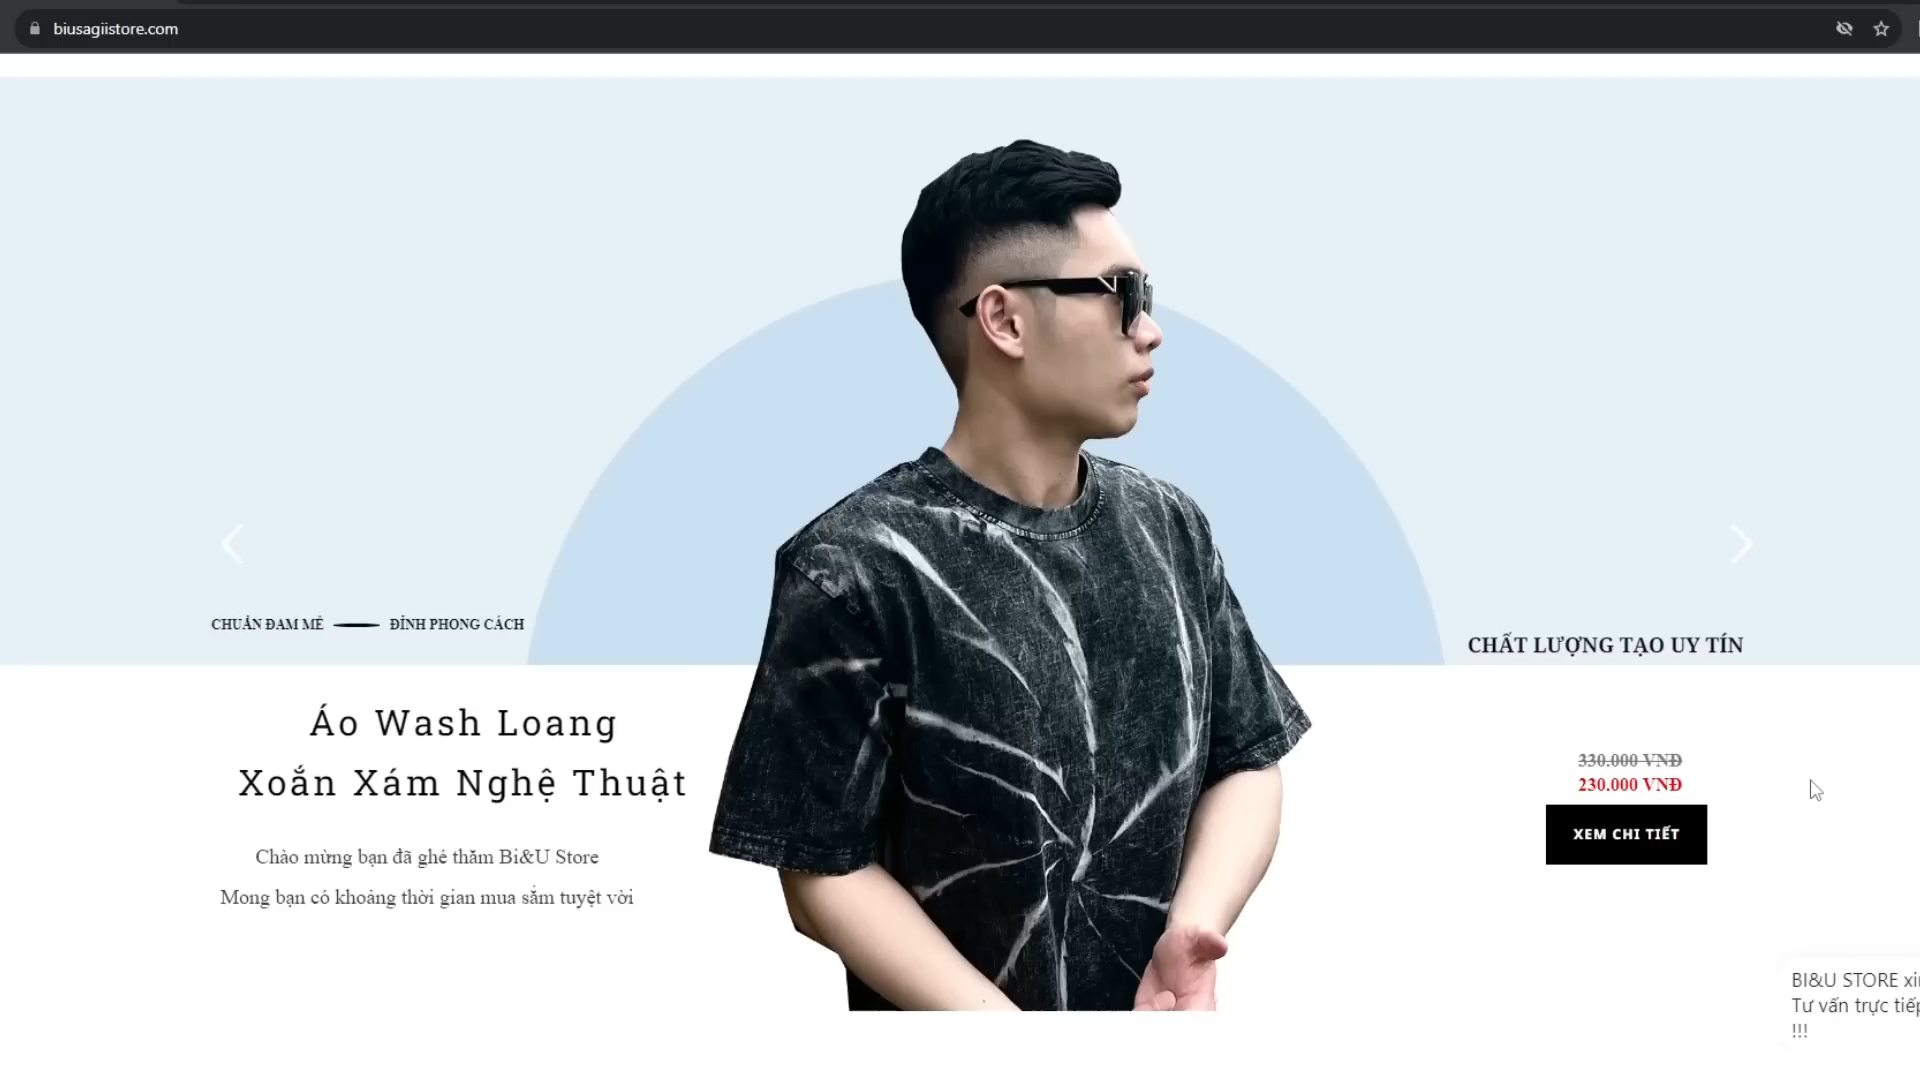 biusagiistore.com
CHUẨN ĐAM MÊ ĐỈNH PHONG CÁCH
CHẤT LƯỢNG TẠO UY TÍN
Áo Wash Loang
Xoắn Xám Nghệ Thuật
Chào mừng bạn đã ghé thăm Bi&U Store
Mong bạn có khoảng thời gian mua sắm tuyệt vời
330.000 VNĐ
230.000 VNĐ
XEM CHI TIẾT
BI&U STORE
Tư vấn trực
!!!